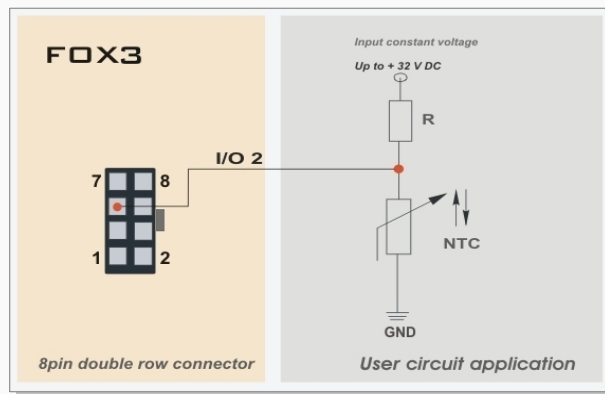 FOX3
Input constant voltage
Up to + 32 V DC
R
I/O 2
7 8
1 2
NTC
GND
8pin double row connector
User circuit application